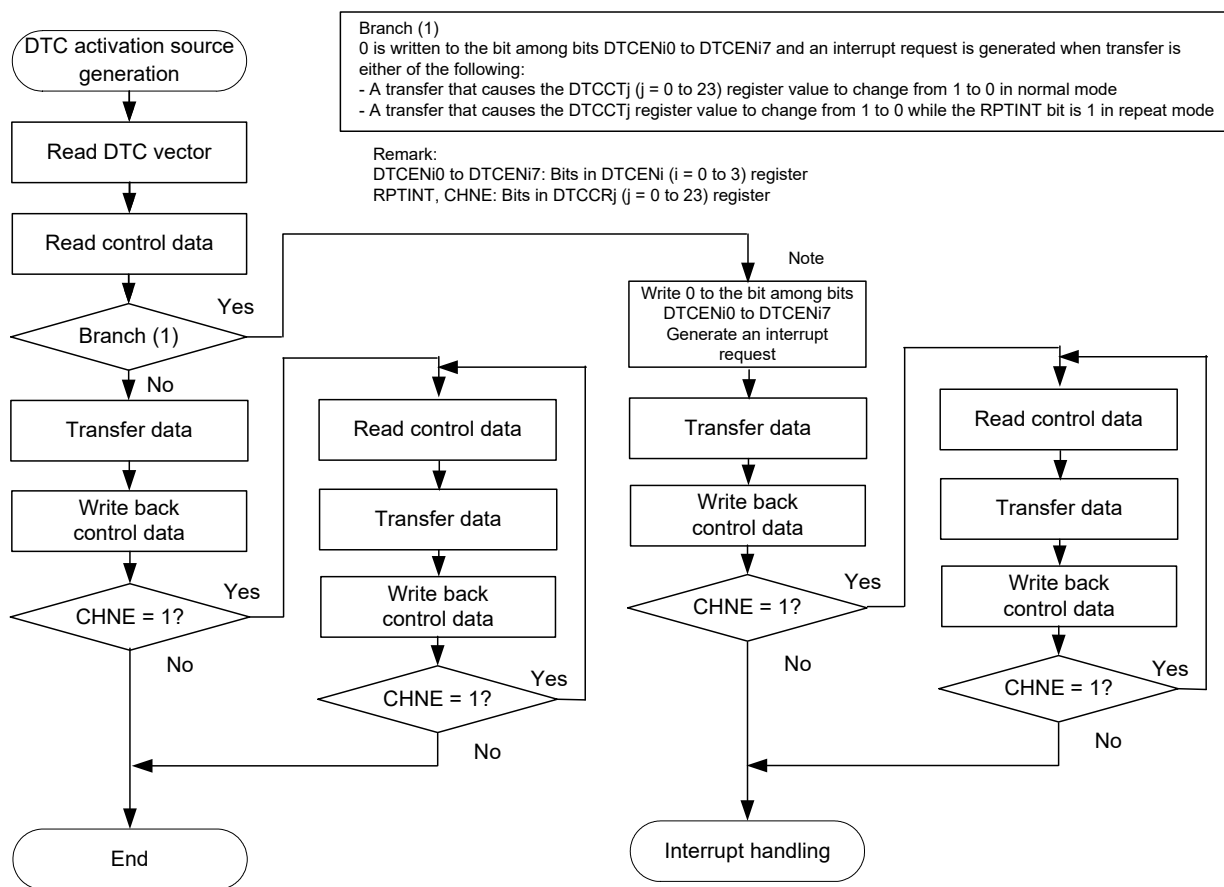 DTC activation source
generation
Read DTC vector
Read control data
Branch (1)
Yes
No
Transfer data
Write back
control data
CHNE = 1?
Yes
No
End
Read control data
Transfer data
Write back
control data
CHNE = 1?
Yes
No
Branch (1)
0 is written to the bit among bits DTCENi0 to DTCENi7 and an interrupt request is generated when transfer is
either of the following:
- A transfer that causes the DTCCTj (j = 0 to 23) register value to change from 1 to 0 in normal mode
- A transfer that causes the DTCCTj register value to change from 1 to 0 while the RPTINT bit is 1 in repeat mode
Remark:
DTCENi0 to DTCENi7: Bits in DTCENi (i = 0 to 3) register
RPTINT, CHNE: Bits in DTCCRj (j = 0 to 23) register
Note
Write 0 to the bit among bits
DTCENi0 to DTCENi7
Generate an interrupt
request
Transfer data
Write back
control data
CHNE = 1?
Yes
No
Interrupt handling
Read control data
Transfer data
Write back
control data
CHNE = 1?
Yes
No